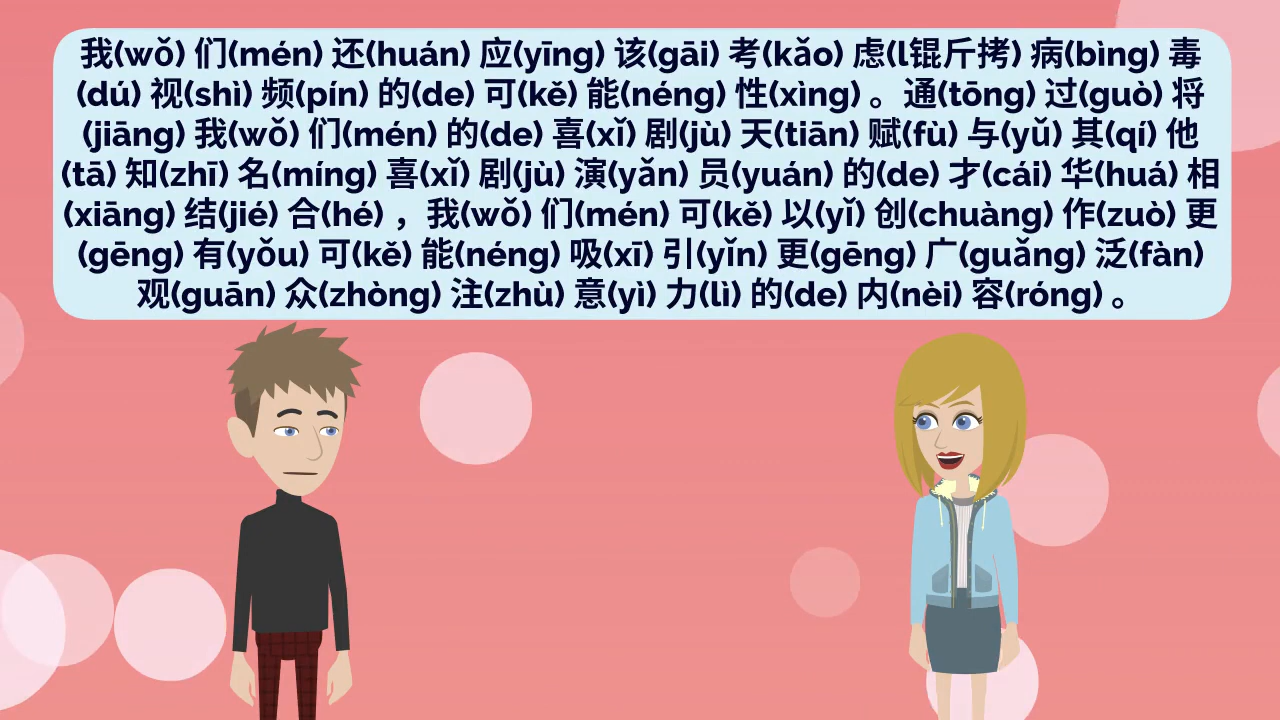 我(wǒ) 们(mén) 还(huán) 应(yīng) 该(gāi) 考(kǎo) 虑(l锟斤拷) 病(bìng) 毒
(dú) 视(shì) 频(pín) 的(de) 可(kě) 能(néng) 性(xìng) 。通(tōng) 过(guò) 将
(jiāng) 我(wǒ) 们(mén) 的(de) 喜(xǐ) 剧(jù) 天(tiān) 赋(fù) 与(yǔ) 其(qí) 他
(tā) 知(zhī) 名(míng) 喜(xǐ) 剧(jù) 演(yǎn) 员(yuán) 的(de) 才(cái) 华(huá) 相
(xiāng) 结(jié) 合(hé) ，我(wǒ) 们(mén) 可(kě) 以(yǐ) 创(chuàng) 作(zuò) 更
(gēng) 有(yǒu) 可(kě) 能(néng) 吸(xī) 引(yǐn) 更(gēng) 广(guǎng) 泛(fàn)
观(guān) 众(zhòng) 注(zhù) 意(yì) 力(lì) 的(de) 内(nèi) 容(róng) 。